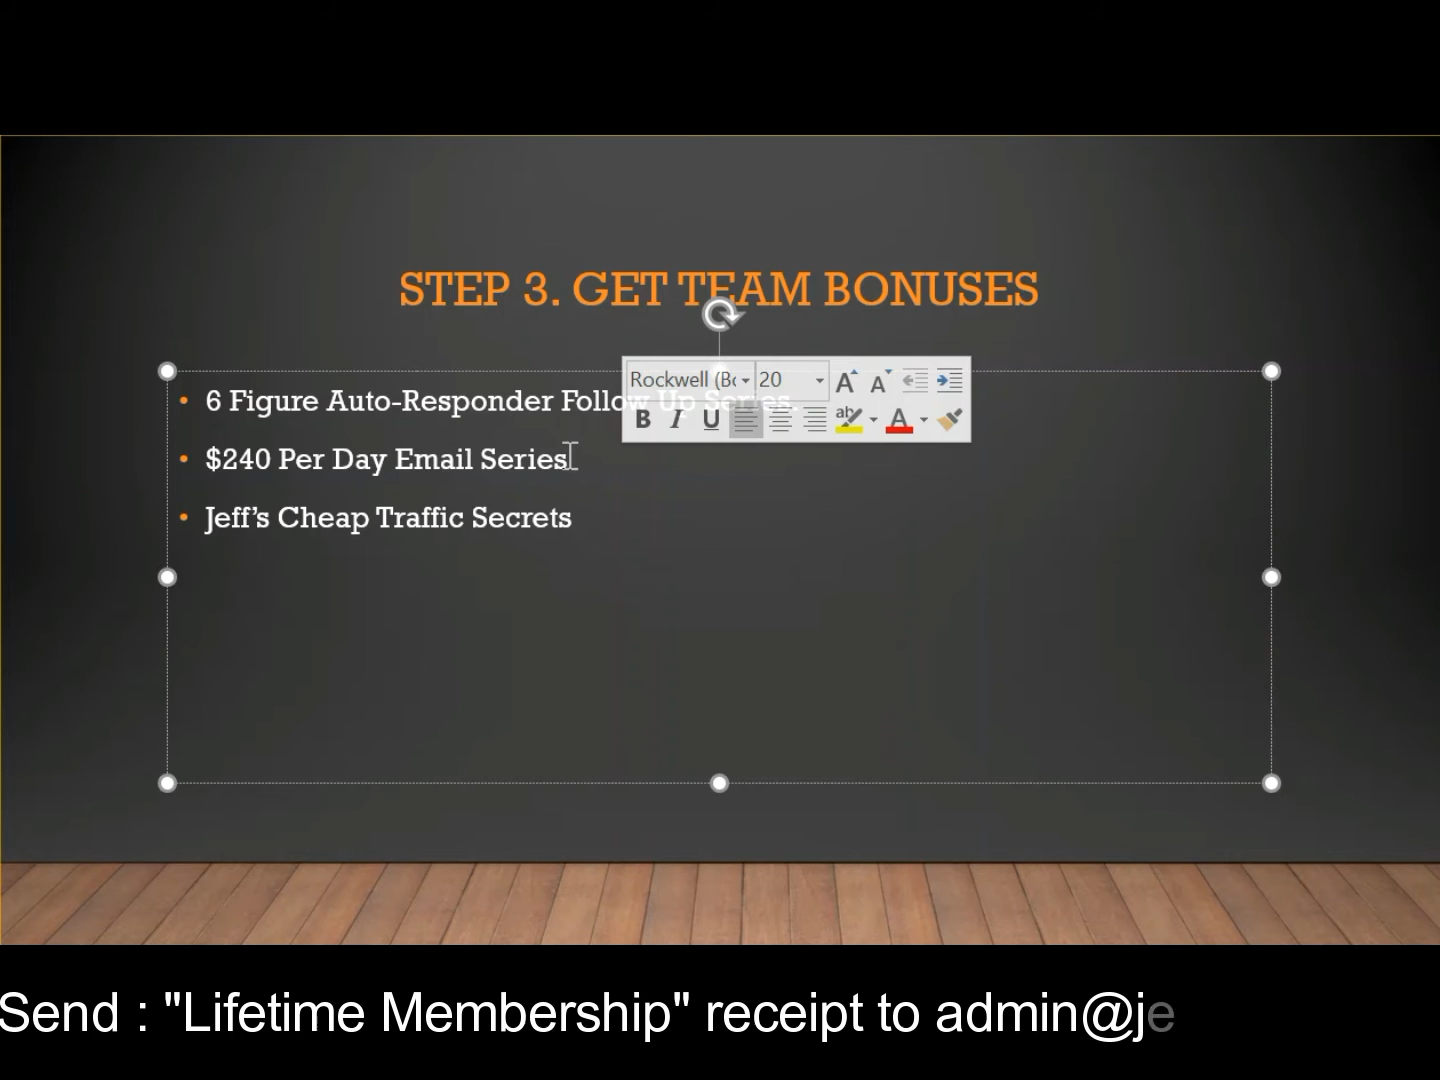 STEP 3. GET TEAM BONUSES
Rockwell (Bo 20 A A
• 6 Figure Auto-Responder Follow Up Series.
B I U ab A
• $240 Per Day Email Series
• Jeff's Cheap Traffic Secrets
Send : "Lifetime Membership" receipt to admin@je